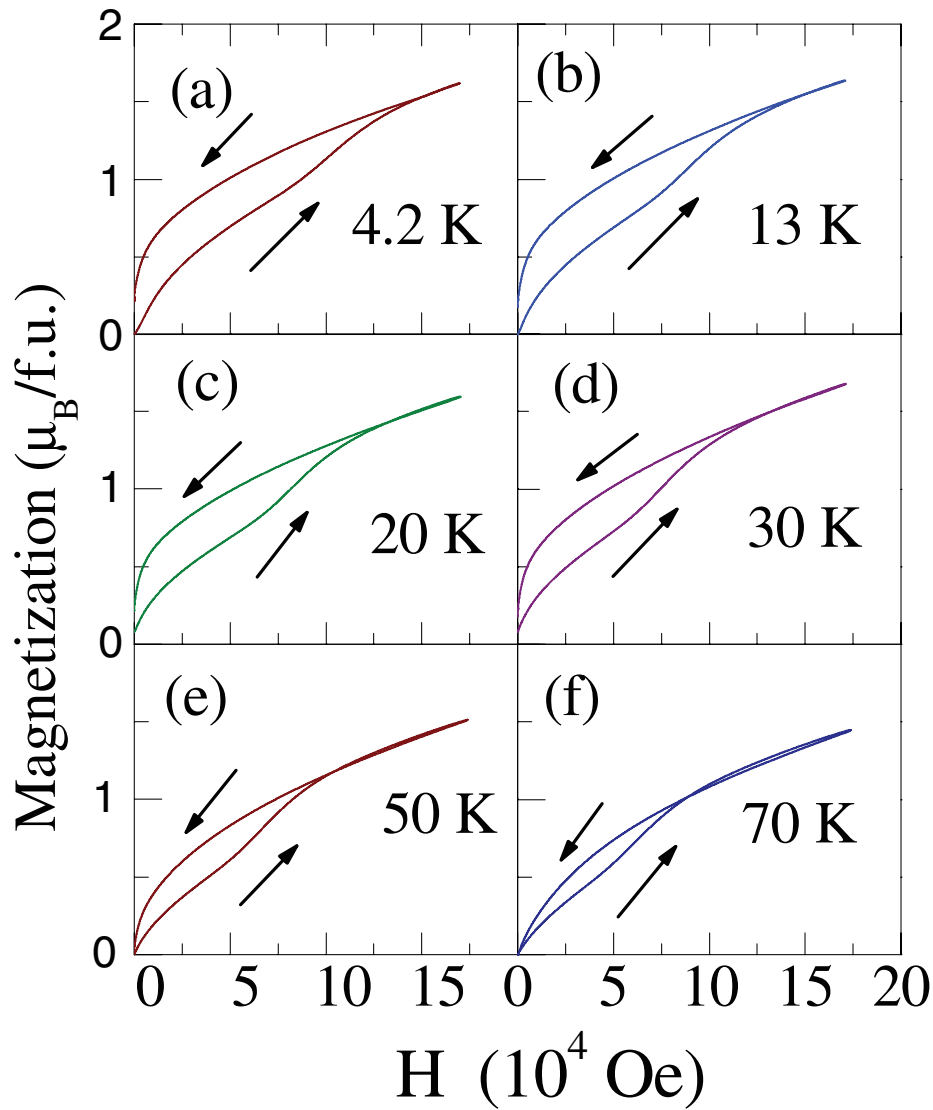 2
(a)
(b)
1
4.2 K
13 K
0
(c)
(d)
1
20 K
30 K
0
(e)
(f)
1
50 K
70 K
0
0 5 10 15 0 5 10 15 20
Magnetization (μ_B/f.u.)
H (10⁴ Oe)